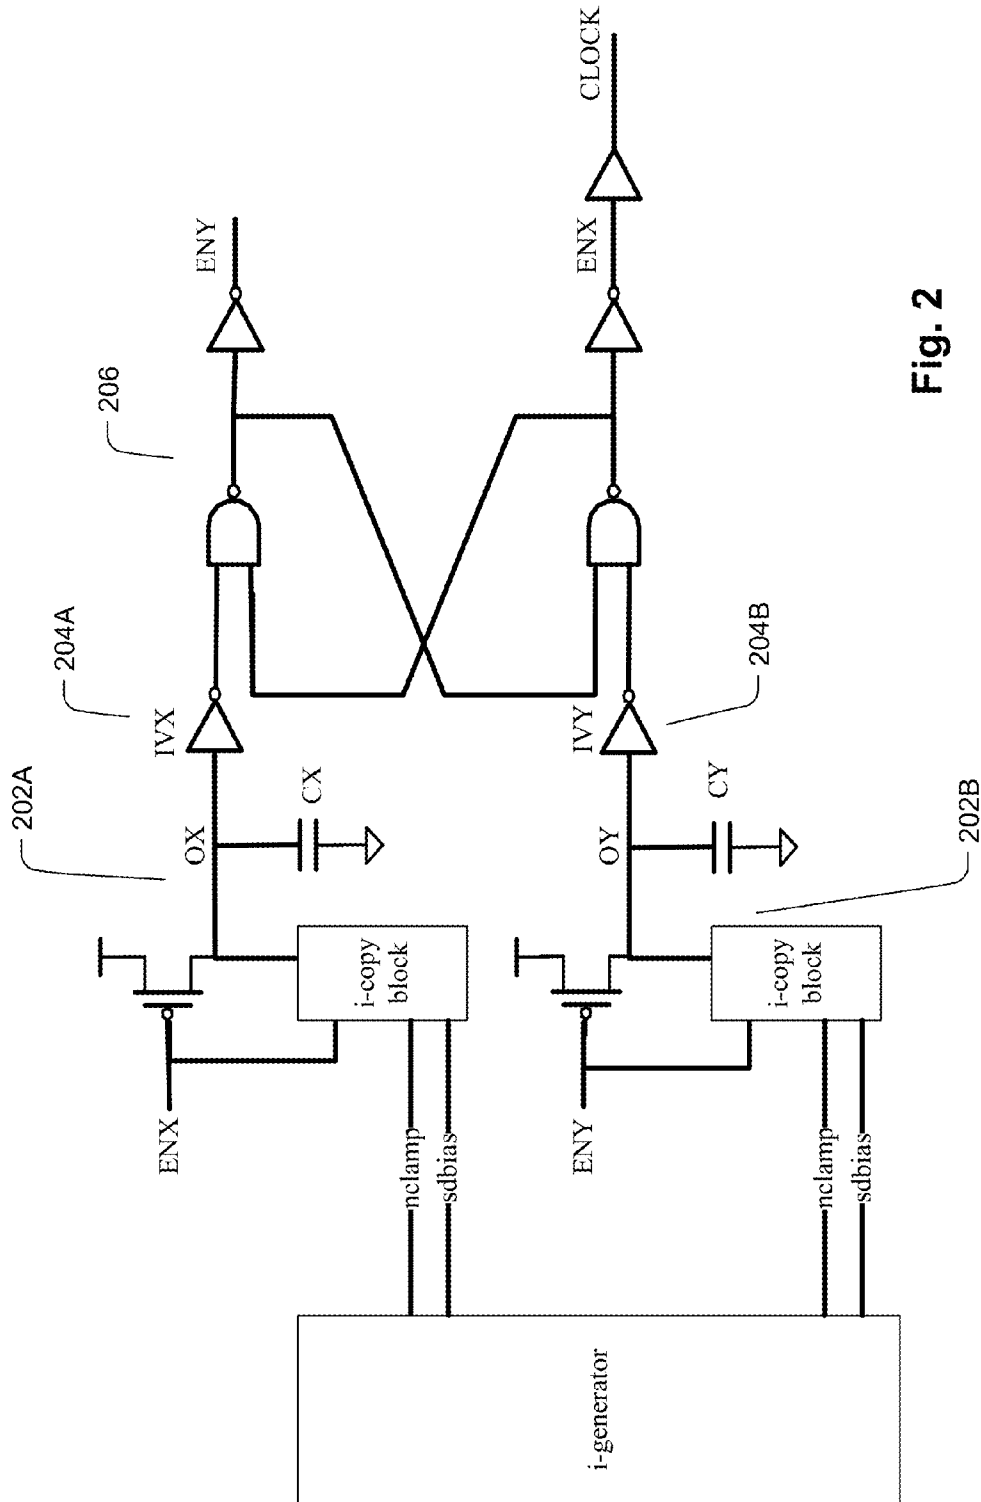 i-generator
nclamp
sdbias
nclamp
sdbias
ENX
i-copy
block
202A
OX
CX
IVX
204A
206
ENY
ENY
i-copy
block
202B
OY
CY
IVY
204B
ENX
CLOCK
Fig. 2